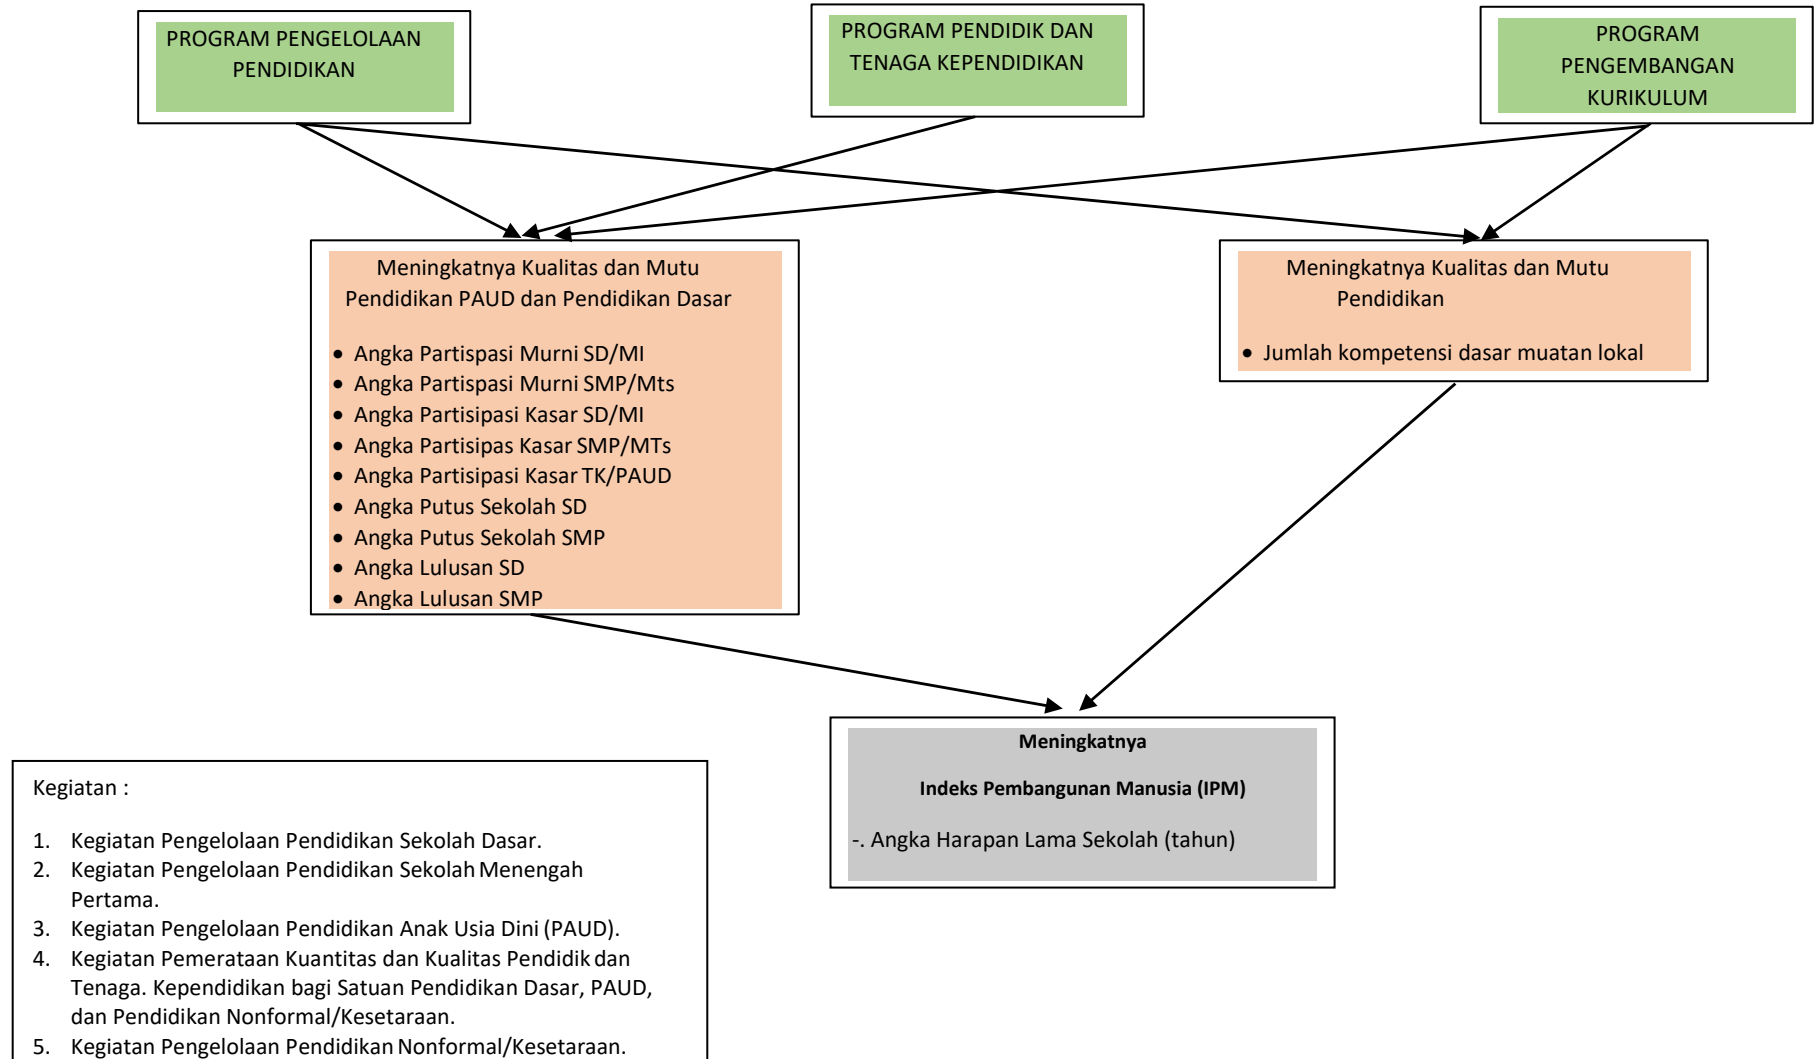 PROGRAM PENGELOLAAN
PENDIDIKAN
PROGRAM PENDIDIK DAN
TENAGA KEPENDIDIKAN
PROGRAM
PENGEMBANGAN
KURIKULUM
Meningkatnya Kualitas dan Mutu
Pendidikan PAUD dan Pendidikan Dasar
• Angka Partispasi Murni SD/MI
• Angka Partispasi Murni SMP/Mts
• Angka Partisipasi Kasar SD/MI
• Angka Partisipas Kasar SMP/MTs
• Angka Partisipasi Kasar TK/PAUD
• Angka Putus Sekolah SD
• Angka Putus Sekolah SMP
• Angka Lulusan SD
• Angka Lulusan SMP
Meningkatnya Kualitas dan Mutu
Pendidikan
• Jumlah kompetensi dasar muatan lokal
Meningkatnya
Indeks Pembangunan Manusia (IPM)
-. Angka Harapan Lama Sekolah (tahun)
Kegiatan :
1. Kegiatan Pengelolaan Pendidikan Sekolah Dasar.
2. Kegiatan Pengelolaan Pendidikan Sekolah Menengah
Pertama.
3. Kegiatan Pengelolaan Pendidikan Anak Usia Dini (PAUD).
4. Kegiatan Pemerataan Kuantitas dan Kualitas Pendidik dan
Tenaga. Kependidikan bagi Satuan Pendidikan Dasar, PAUD,
dan Pendidikan Nonformal/Kesetaraan.
5. Kegiatan Pengelolaan Pendidikan Nonformal/Kesetaraan.